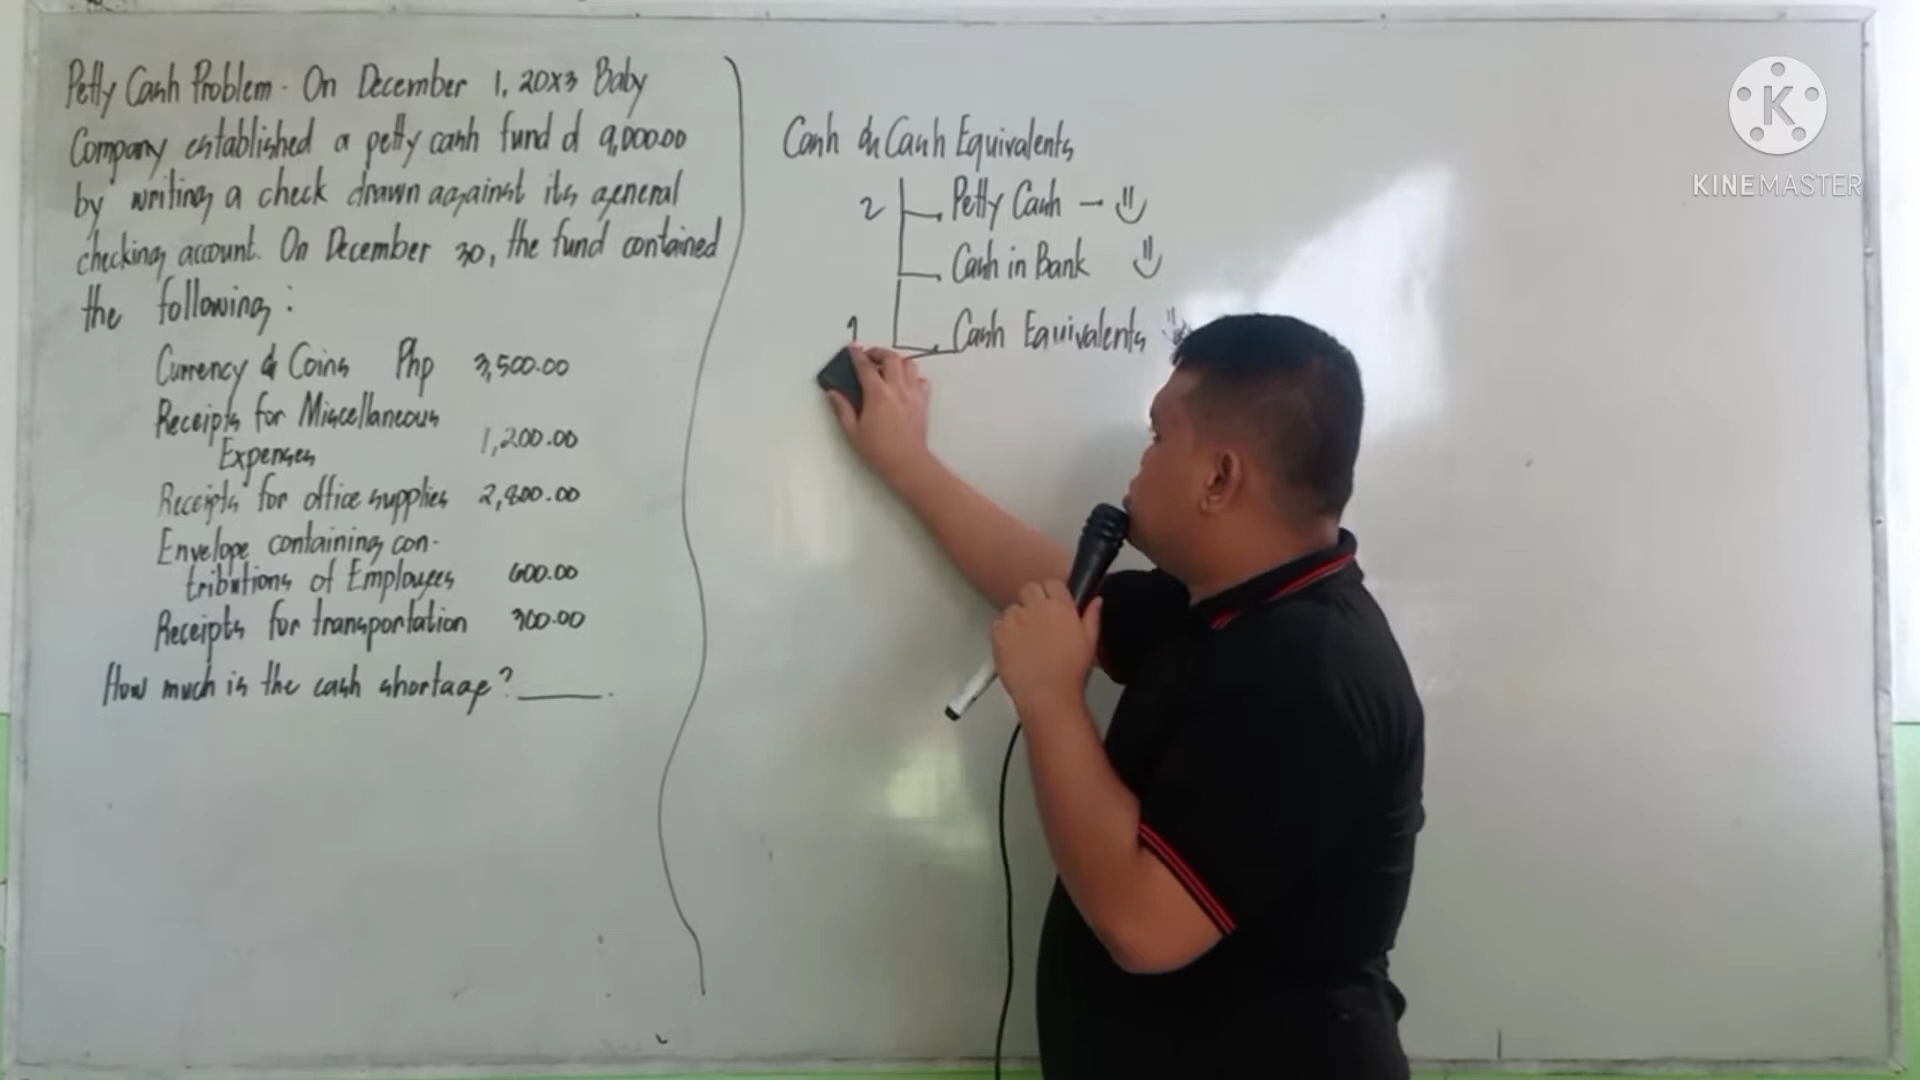 Petty Cash Problem - On December 1, 20x3 Baby
Company established a petty cash fund of 9,000.00
by writing a check drawn against its general
checking account. On December 30, the fund contained
the following:
Currency & Coins Php 3,500.00
Receipts for Miscellaneous
Expenses 1,200.00
Receipts for office supplies 2,800.00
Envelope containing con-
tributions of Employees 600.00
Receipts for transportation 300.00
How much is the cash shortage? ______.
Cash & Cash Equivalents
2 Petty Cash -
Cash in Bank
Cash Equivalents
K
KINEMASTER